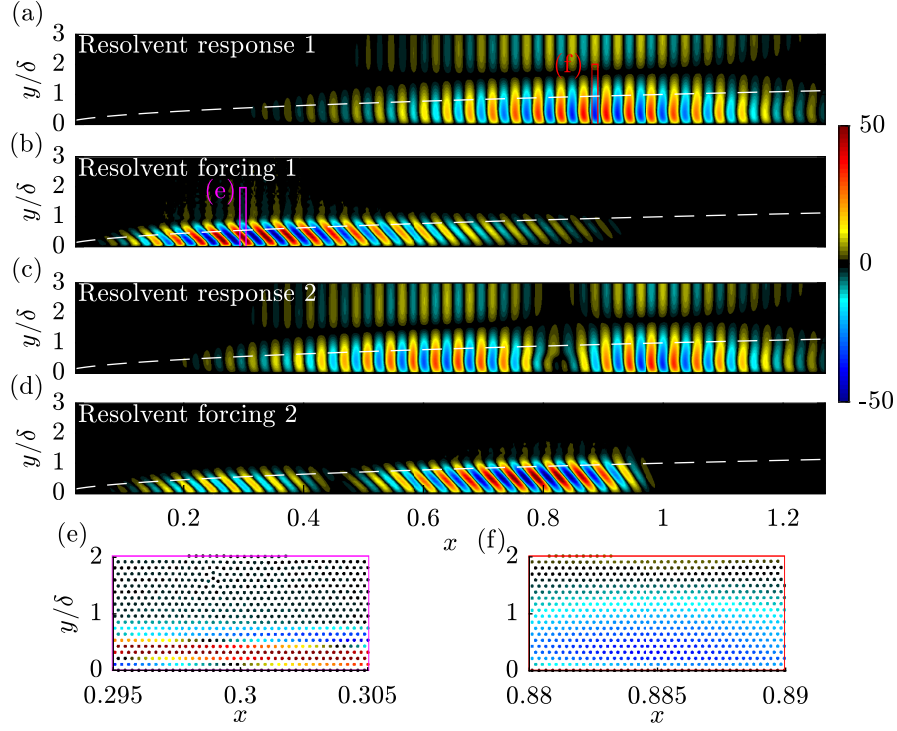 (a)
3
2
1
0
y/δ
Resolvent response 1
(f)
(b)
3
2
1
0
y/δ
Resolvent forcing 1
(e)
50
0
-50
(c)
3
2
1
0
y/δ
Resolvent response 2
(d)
3
2
1
0
y/δ
Resolvent forcing 2
0.2 0.4 0.6 0.8 1 1.2
x
(e)
2
1
0
y/δ
0.295 0.3 0.305
x
(f)
2
1
0
0.88 0.885 0.89
x